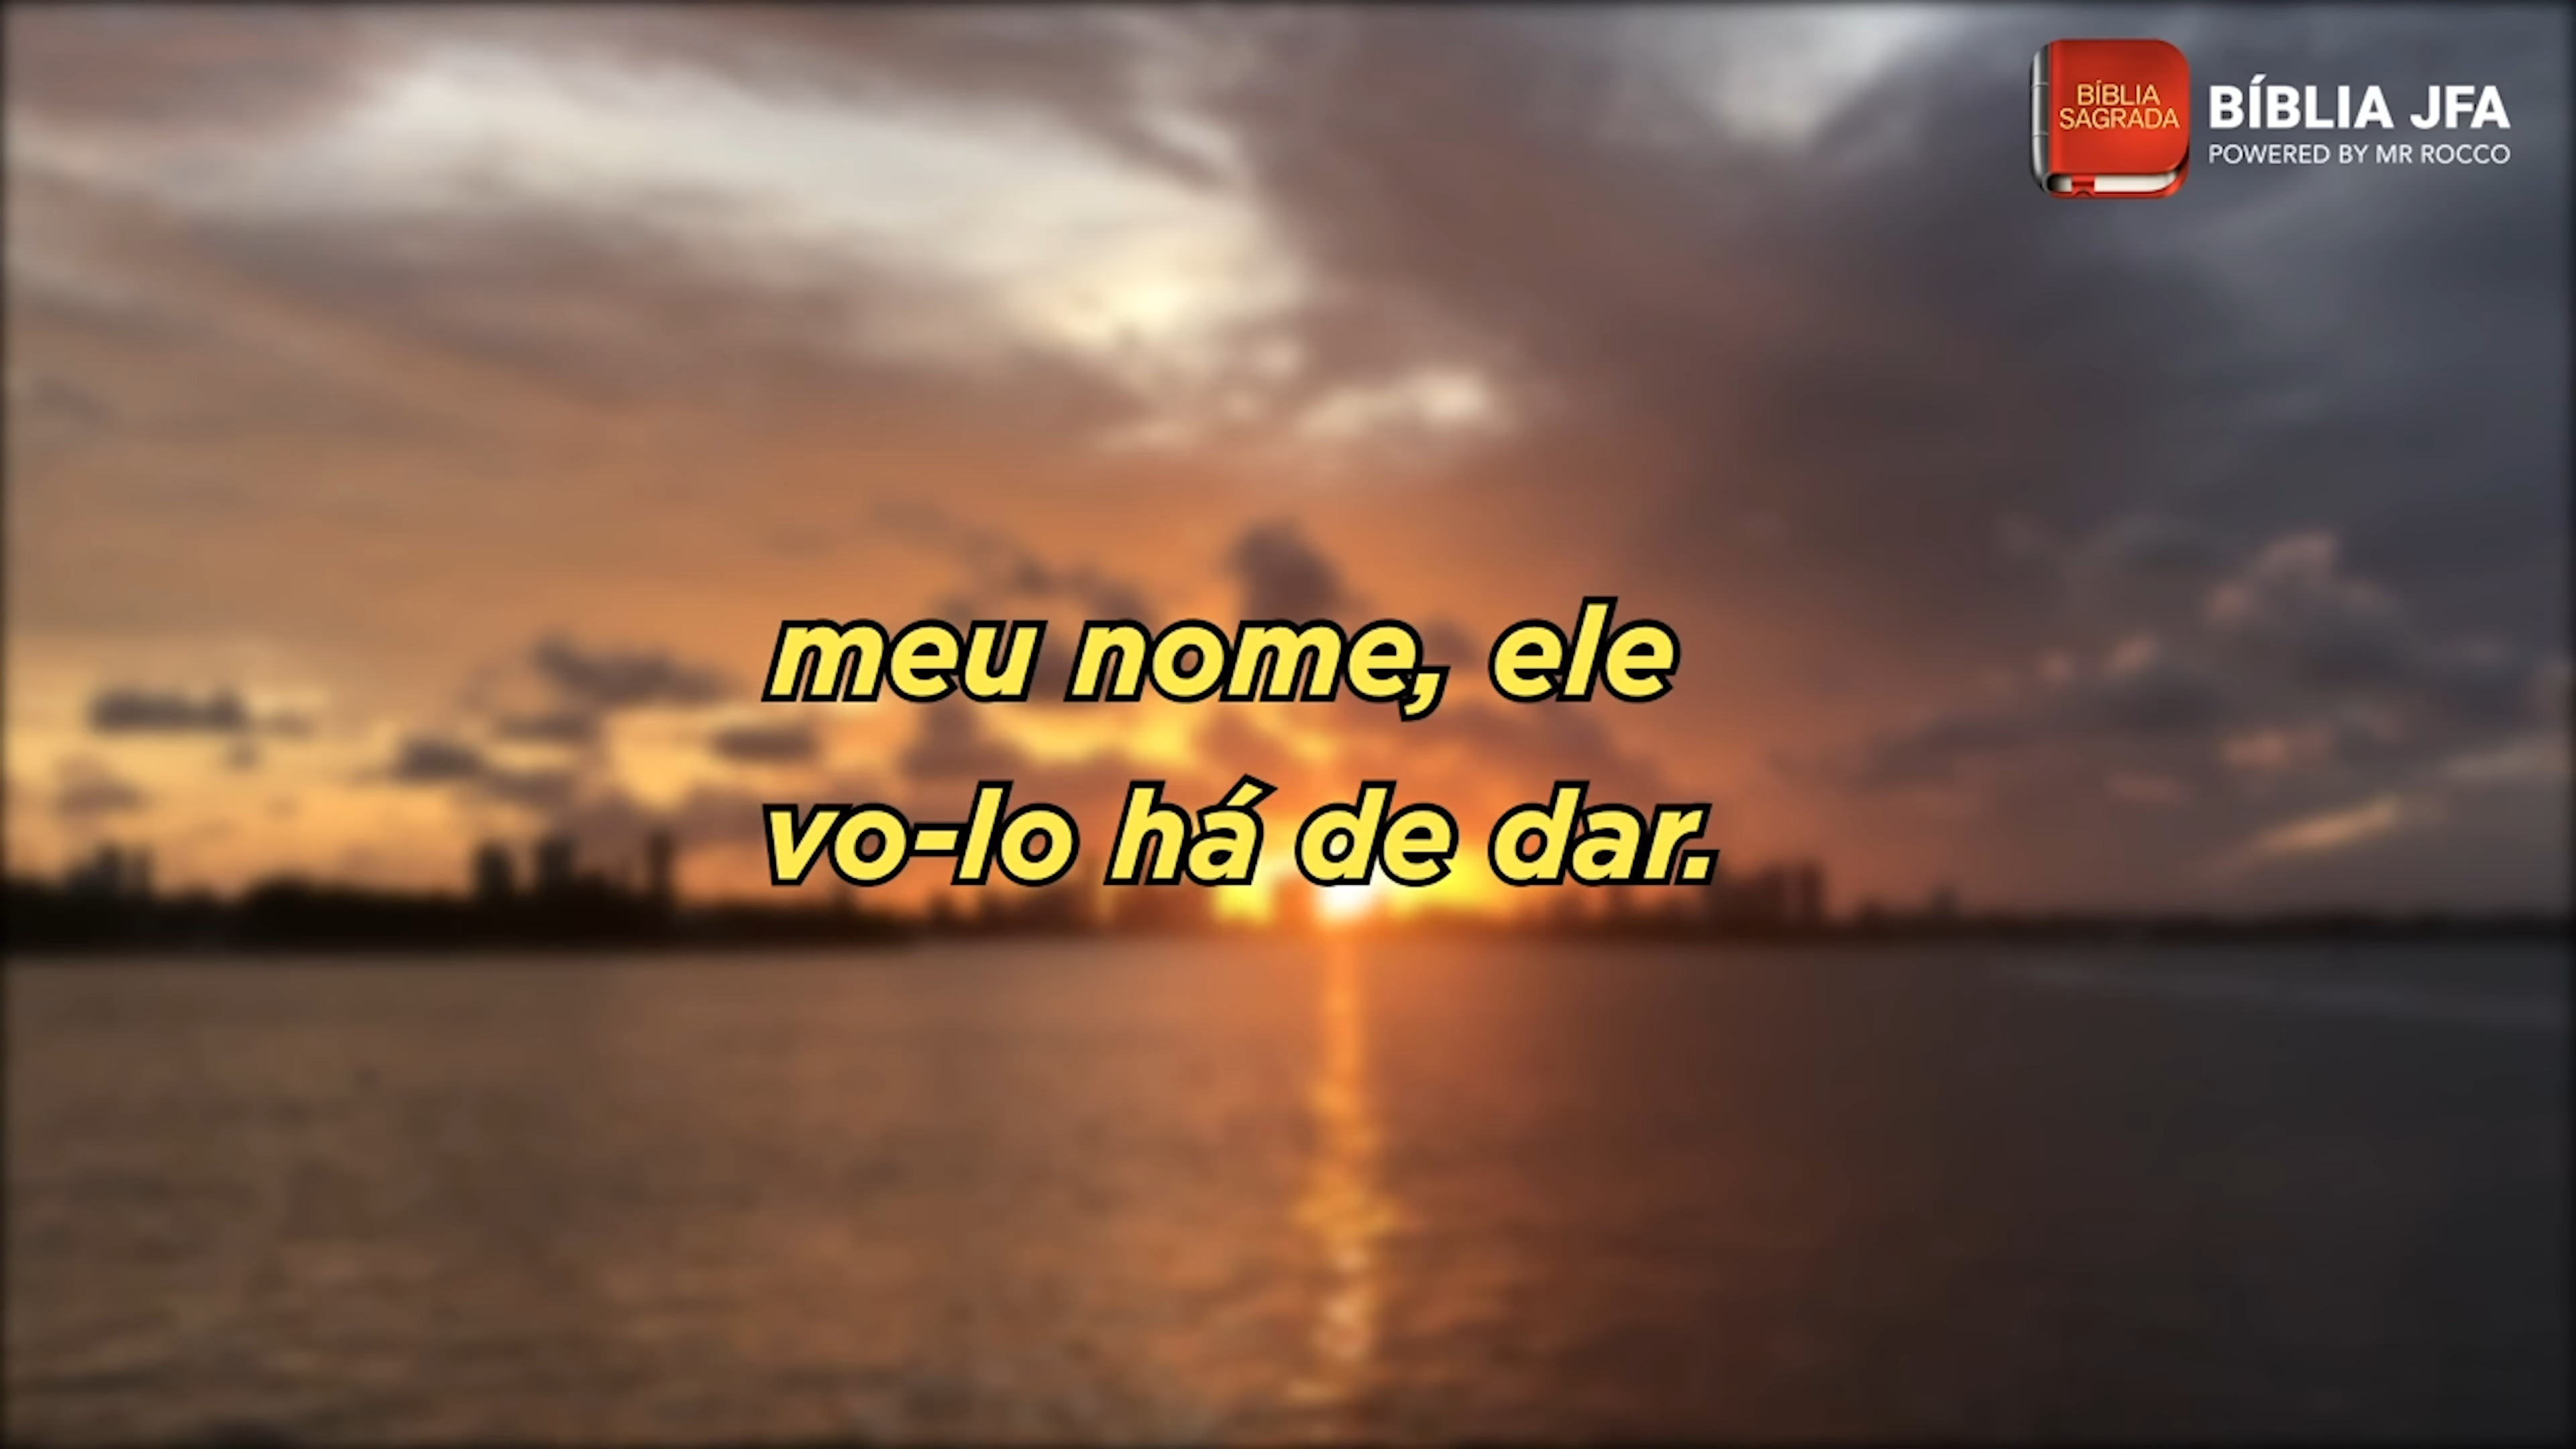 BÍBLIA
SAGRADA
BÍBLIA JFA
POWERED BY MR ROCCO
meu nome, ele
vo-lo há de dar.